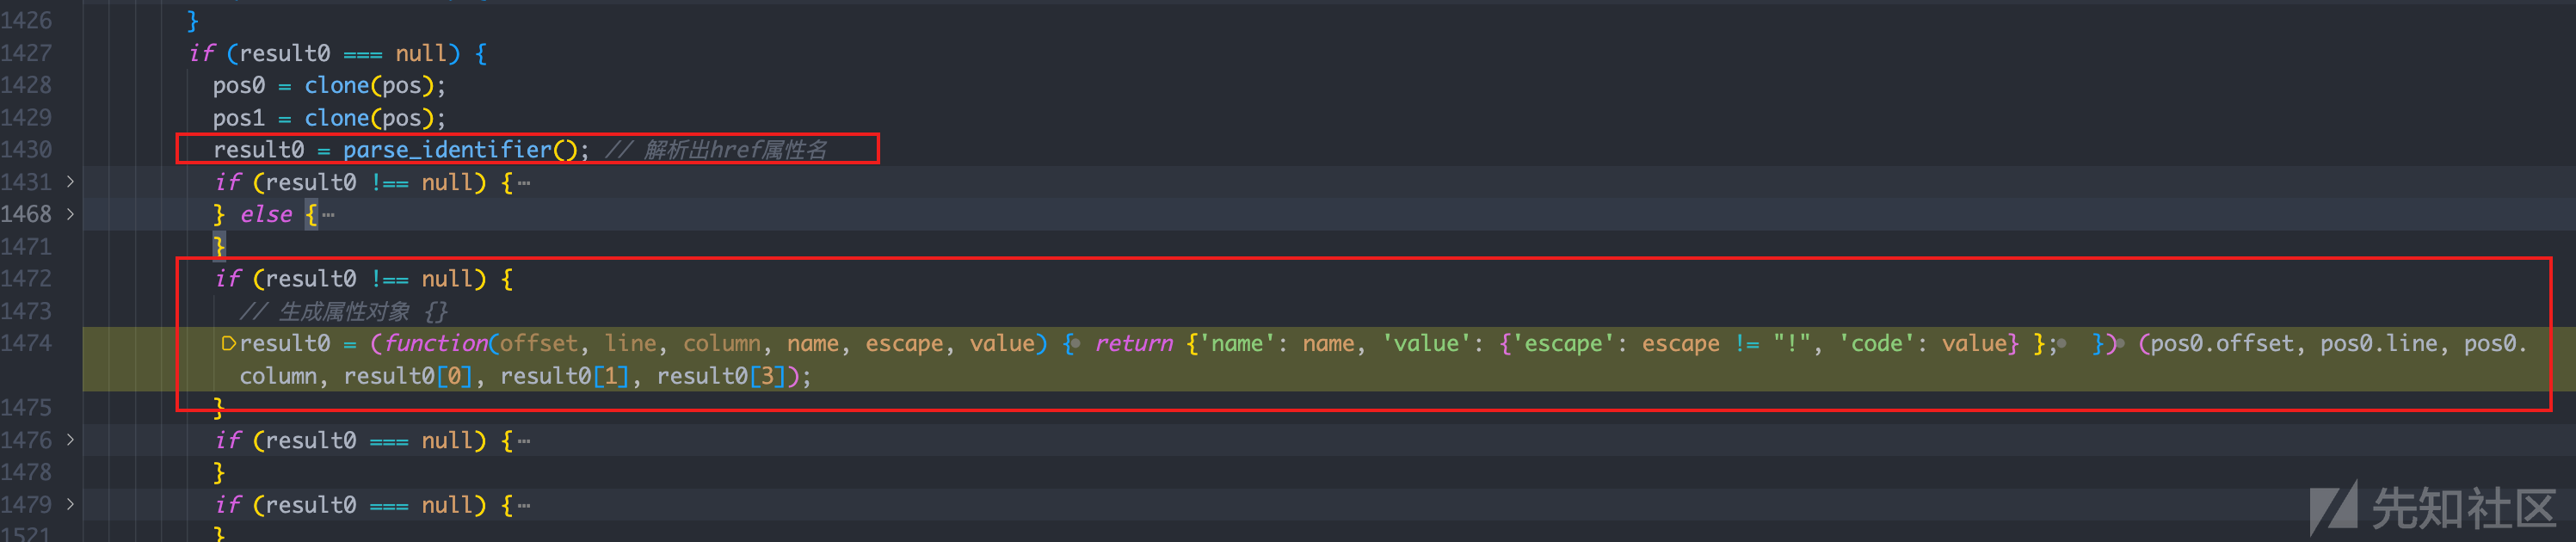 1426 }
1427 if (result0 === null) {
1428 pos0 = clone(pos);
1429 pos1 = clone(pos);
1430 result0 = parse_identifier(); // 解析出href属性名
1431 if (result0 !== null) {…
1468 } else {…
1471 }
1472 if (result0 !== null) {
1473 // 生成属性对象 {}
1474 result0 = (function(offset, line, column, name, escape, value) { return {'name': name, 'value': {'escape': escape != "!", 'code': value} }; }) (pos0.offset, pos0.line, pos0.
column, result0[0], result0[1], result0[3]);
1475 }
1476 if (result0 === null) {…
1478 }
1479 if (result0 === null) {…
1521 }
先知社区